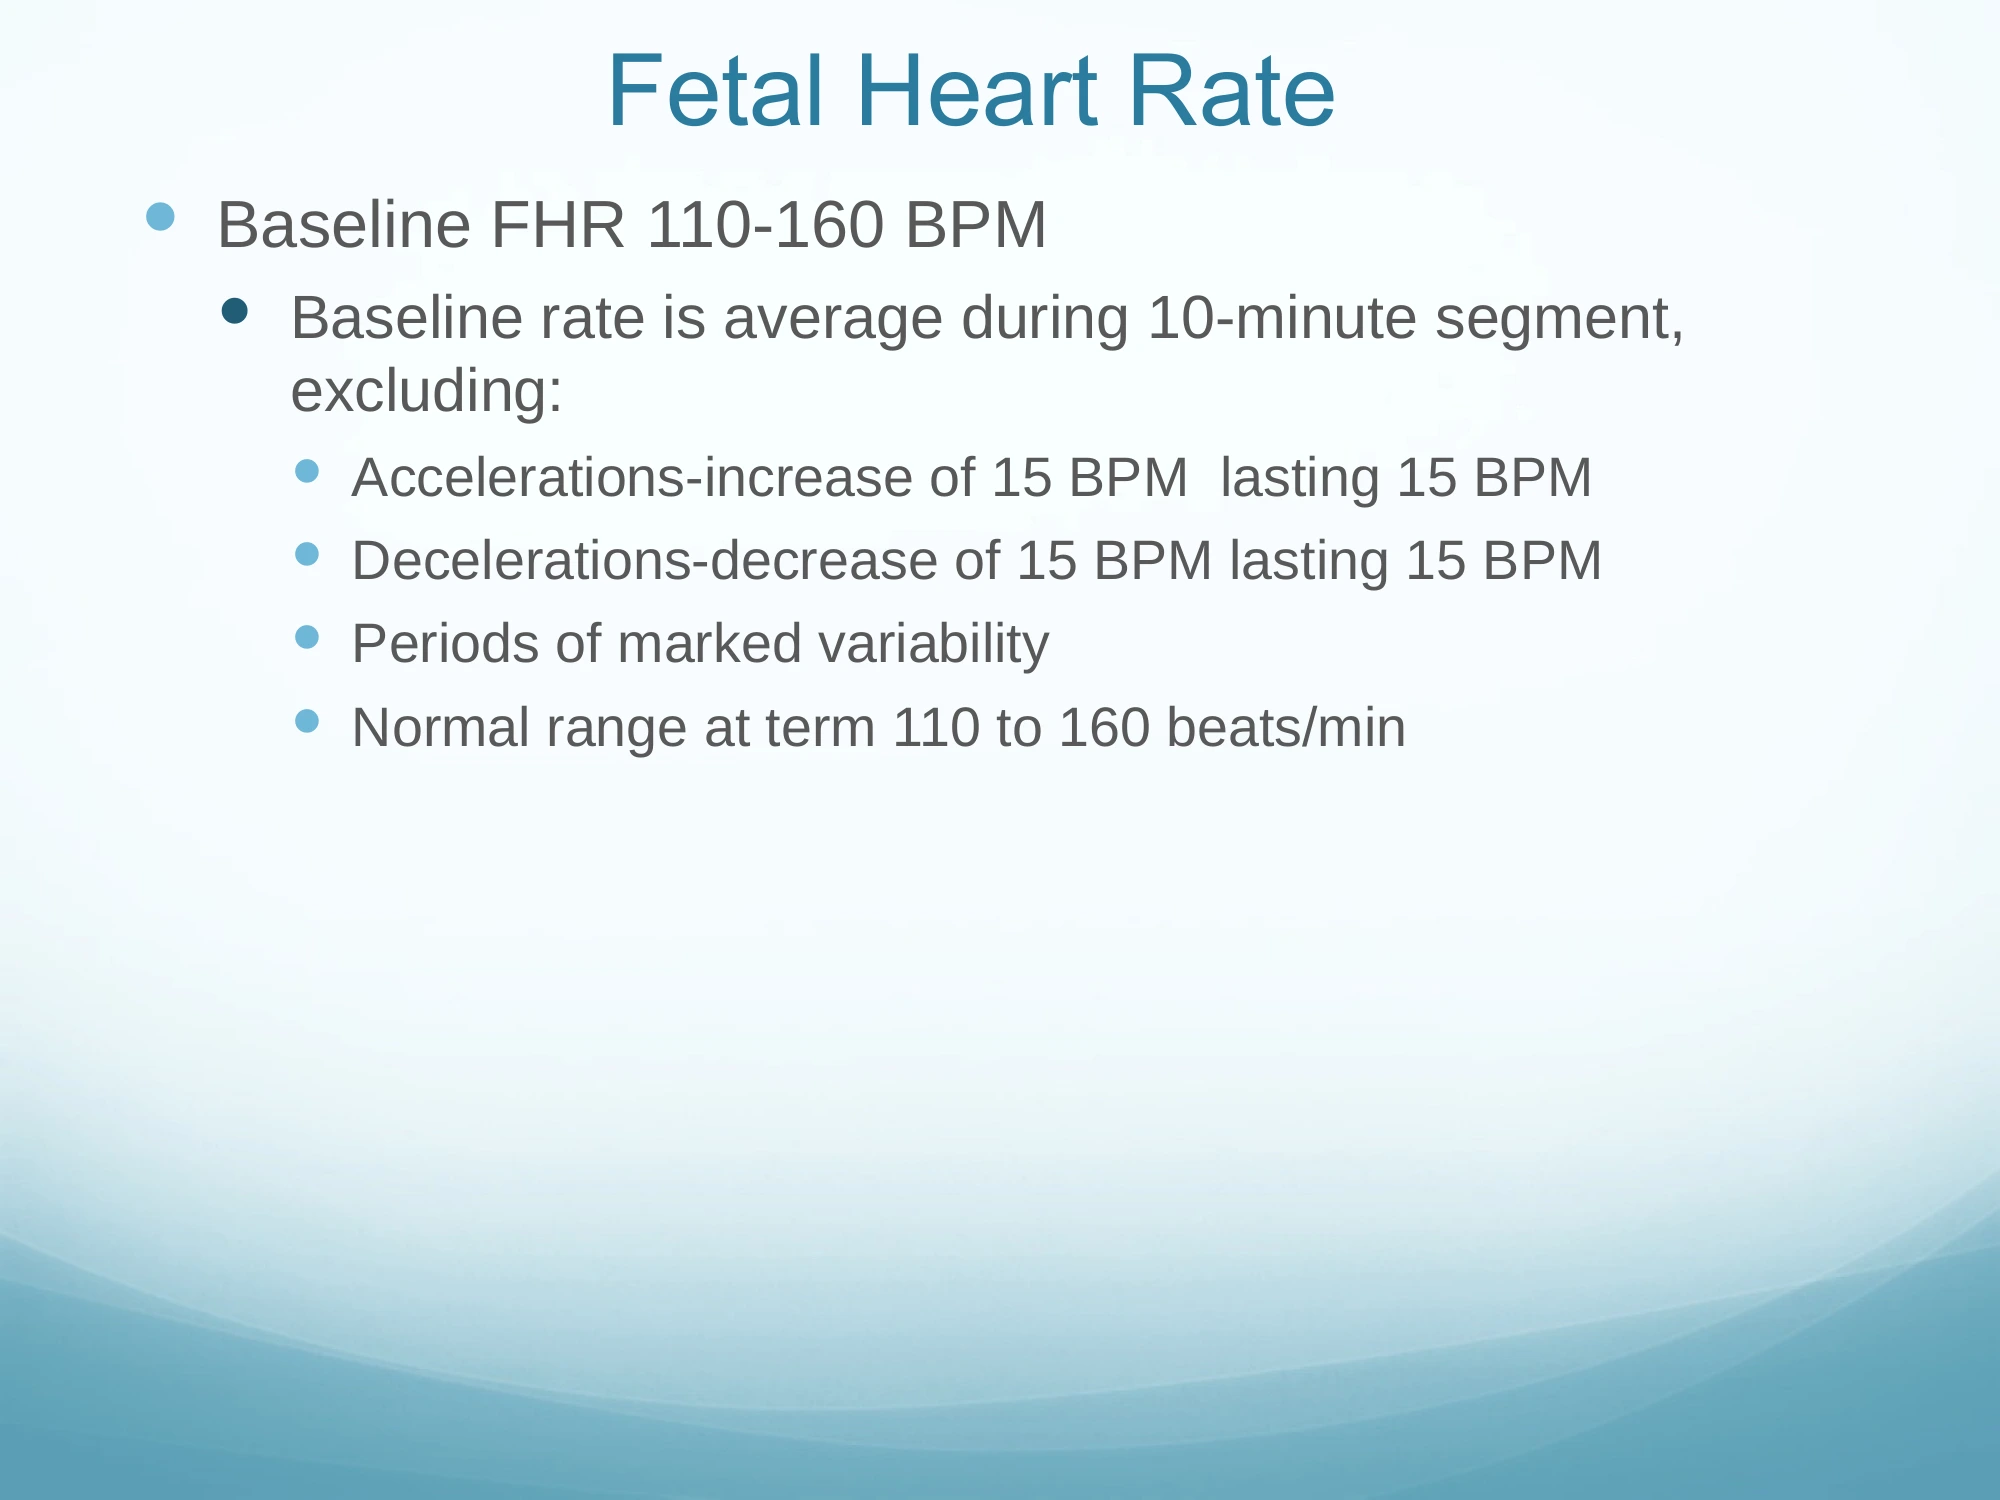 Fetal Heart Rate
• Baseline FHR 110-160 BPM
• Baseline rate is average during 10-minute segment,
excluding:
• Accelerations-increase of 15 BPM  lasting 15 BPM
• Decelerations-decrease of 15 BPM lasting 15 BPM
• Periods of marked variability
• Normal range at term 110 to 160 beats/min